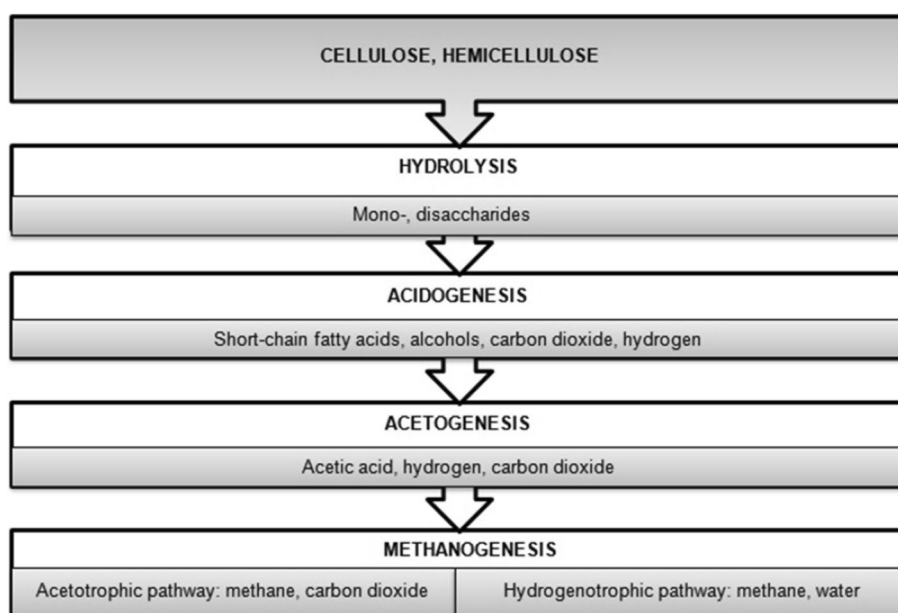 CELLULOSE, HEMICELLULOSE
HYDROLYSIS
Mono-, disaccharides
ACIDOGENESIS
Short-chain fatty acids, alcohols, carbon dioxide, hydrogen
ACETOGENESIS
Acetic acid, hydrogen, carbon dioxide
METHANOGENESIS
Acetotrophic pathway: methane, carbon dioxide
Hydrogenotrophic pathway: methane, water